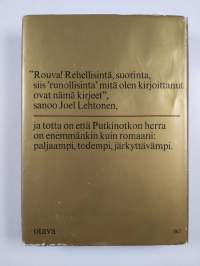 "Rouva! Rehellisintä, suorinta,
siis 'runollisinta' mitä olen kirjoittanut
ovat nämä kirjeet",
sanoo Joel Lehtonen,
ja totta on että Putkinotkon herra
on enemmänkin kuin romaani:
paljaampi, todempi, järkyttävämpi.
otava